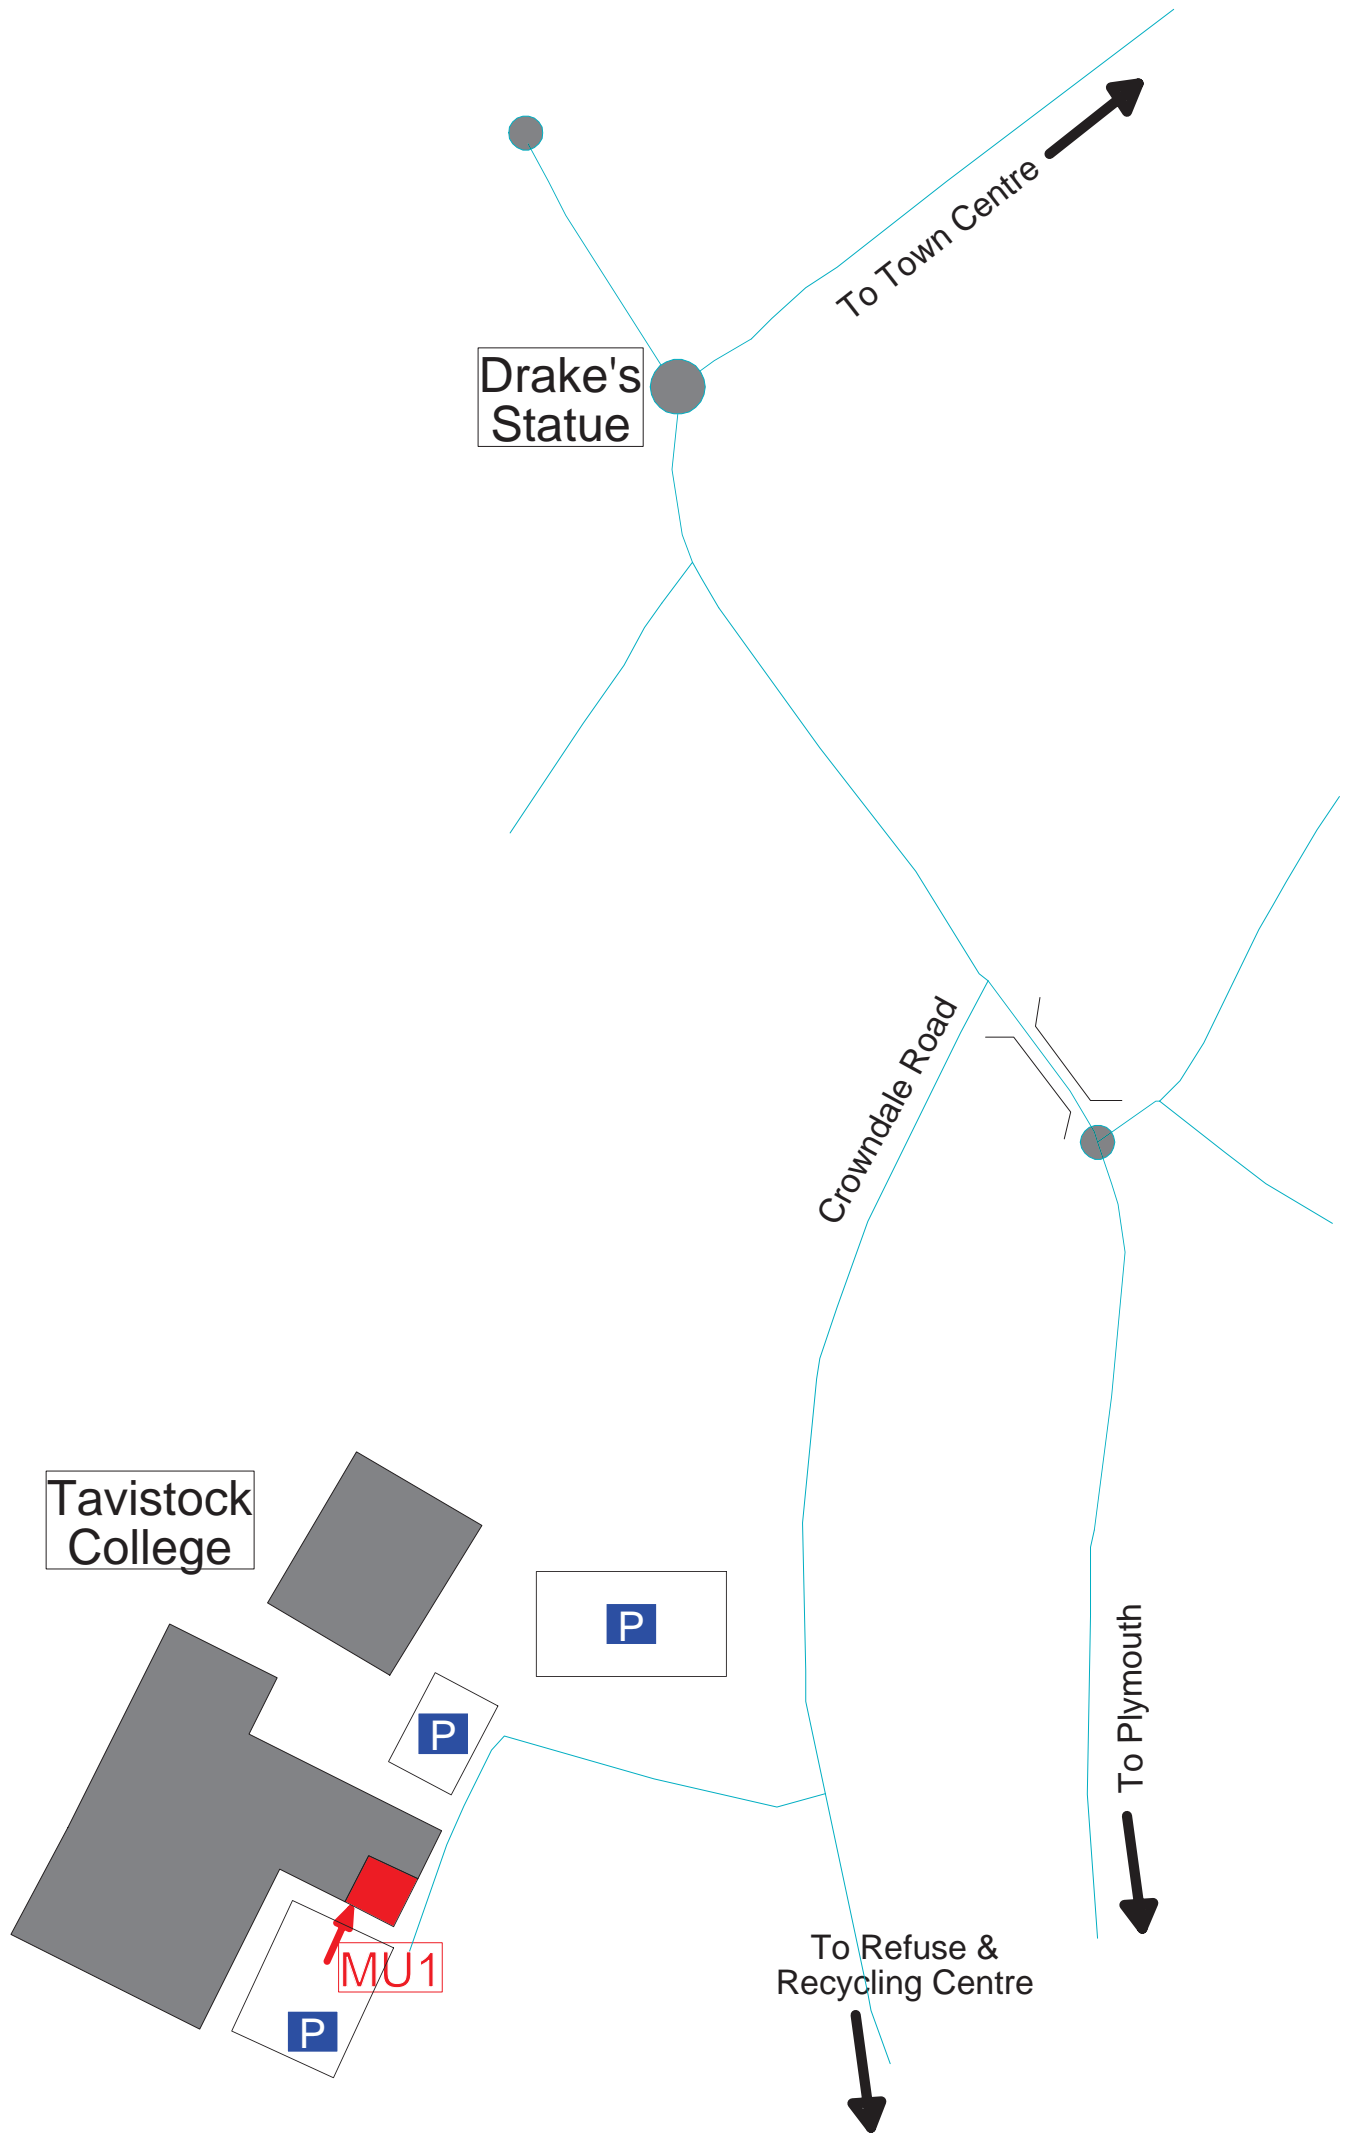 To Town Centre
Drake's
Statue
Crowndale Road
Tavistock
College
P
P
To Plymouth
To Refuse &
Recycling Centre
MU1
P